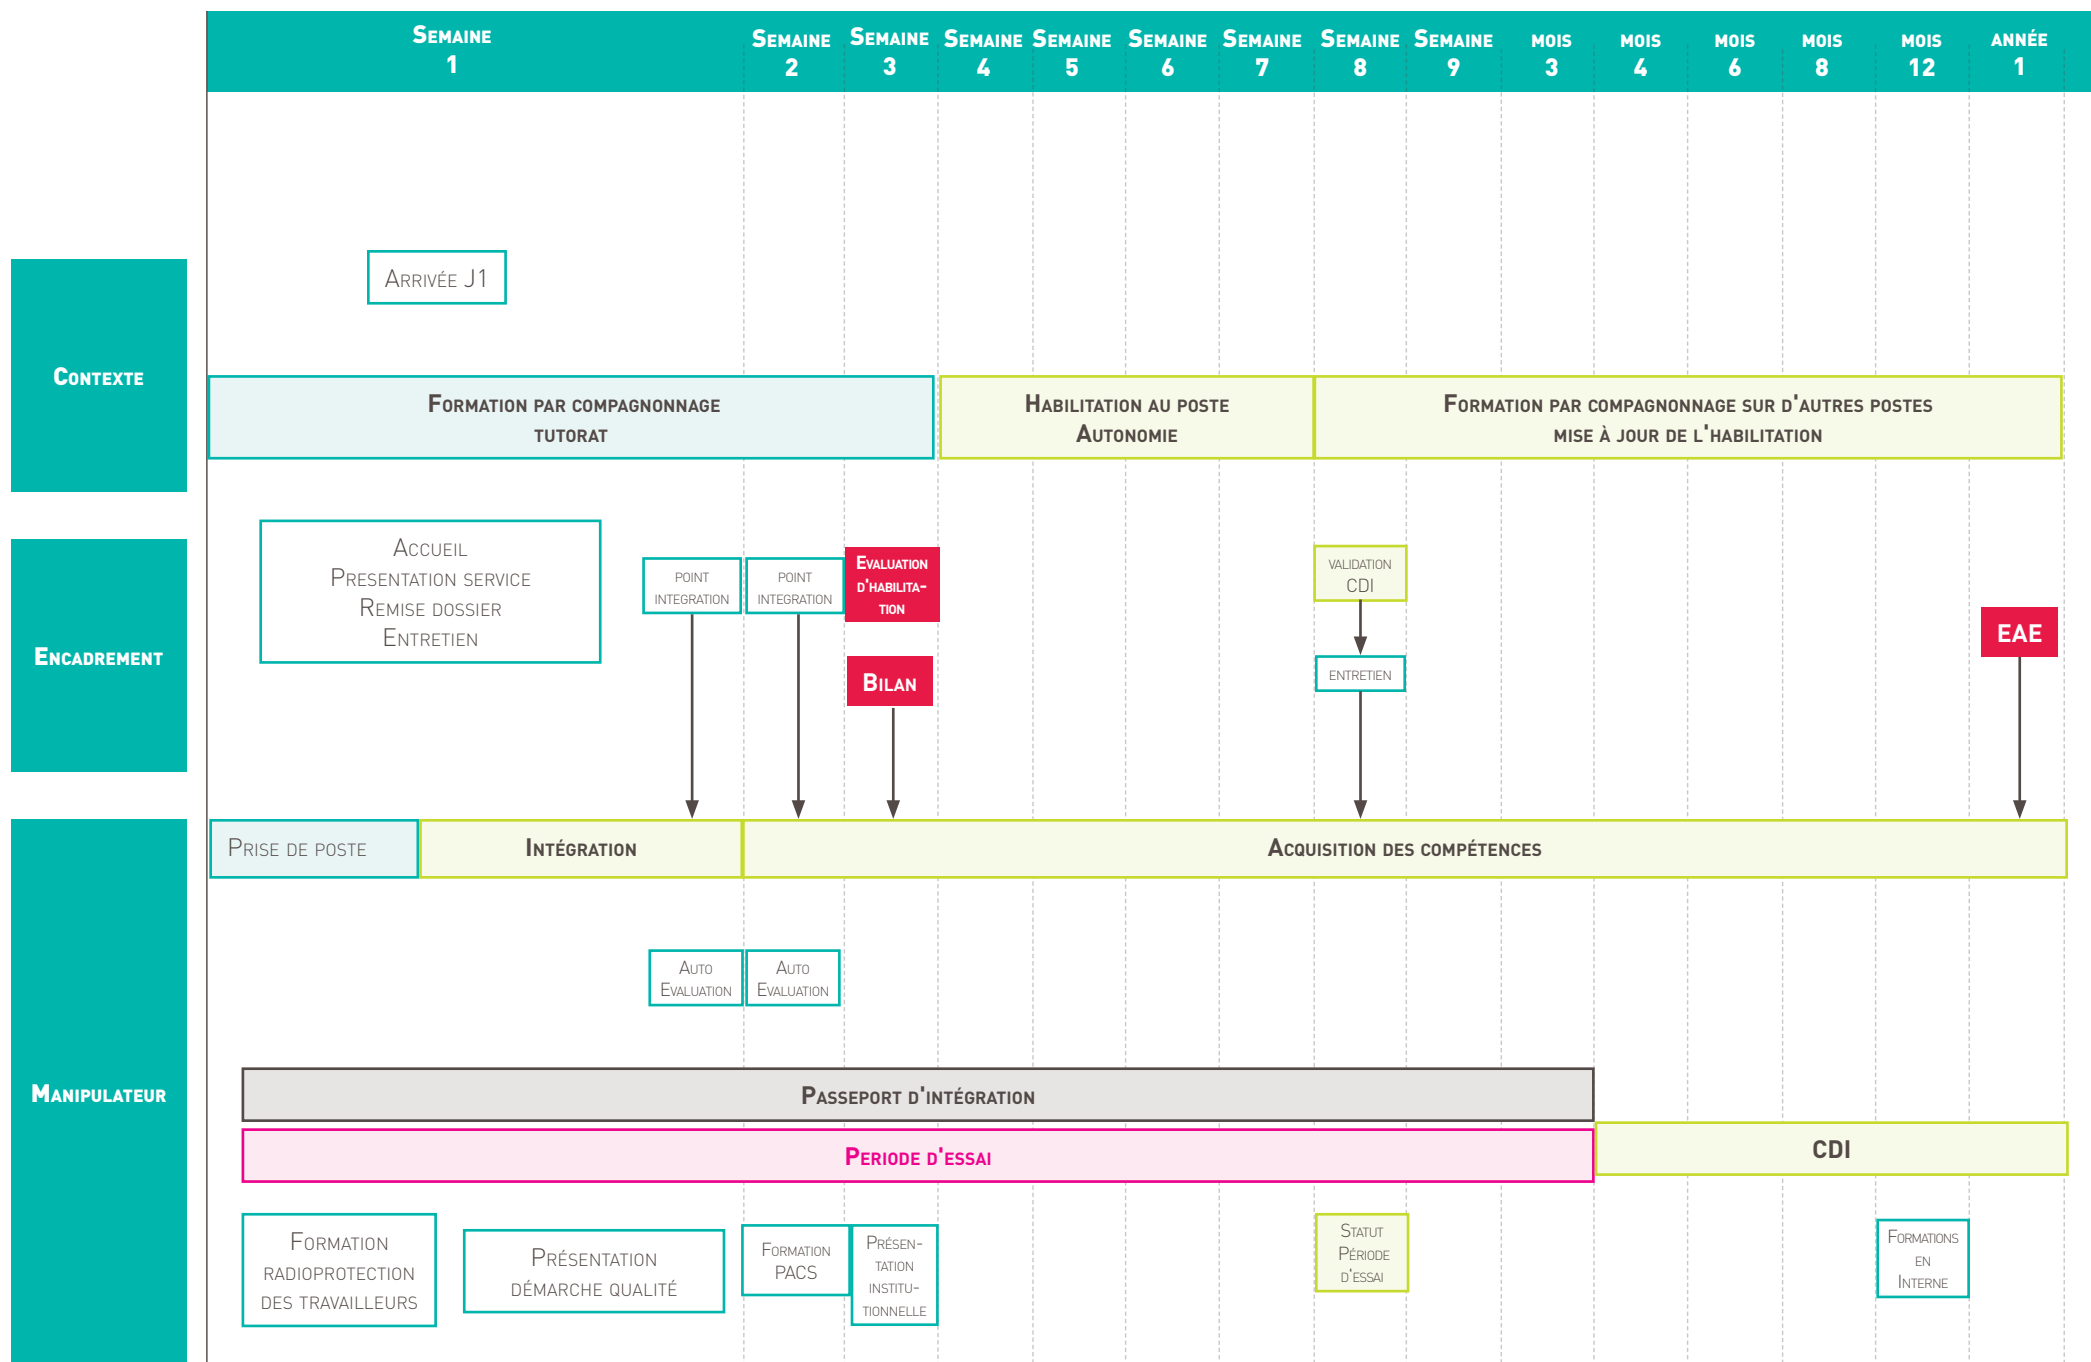 Semaine 1
Semaine 2
Semaine 3
Semaine 4
Semaine 5
Semaine 6
Semaine 7
Semaine 8
Semaine 9
mois 3
mois 4
mois 6
mois 8
mois 12
année 1
Contexte
Arrivée J1
Formation par compagnonnage
tutorat
Habilitation au poste
Autonomie
Formation par compagnonnage sur d'autres postes
mise à jour de l'habilitation
Encadrement
Accueil
Presentation service
Remise dossier
Entretien
point
integration
point
integration
Evaluation
d'habilita-
tion
Bilan
validation
CDI
entretien
EAE
Manipulateur
Prise de poste
Intégration
Acquisition des compétences
Auto
Evaluation
Auto
Evaluation
Passeport d'intégration
Periode d'essai
CDI
Formation
radioprotection
des travailleurs
Présentation
démarche qualité
Formation
PACS
Présen-
tation
institu-
tionnelle
Statut
Période
d'essai
Formations
en
Interne